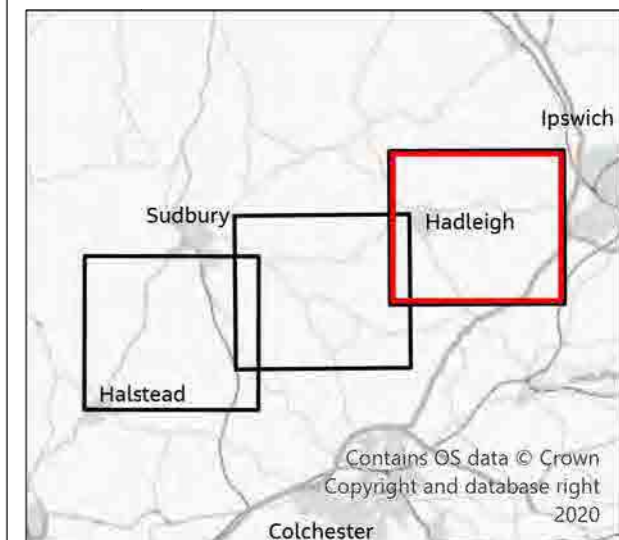 Ipswich
Sudbury
Hadleigh
Halstead
Contains OS data © Crown
Copyright and database right
2020
Colchester